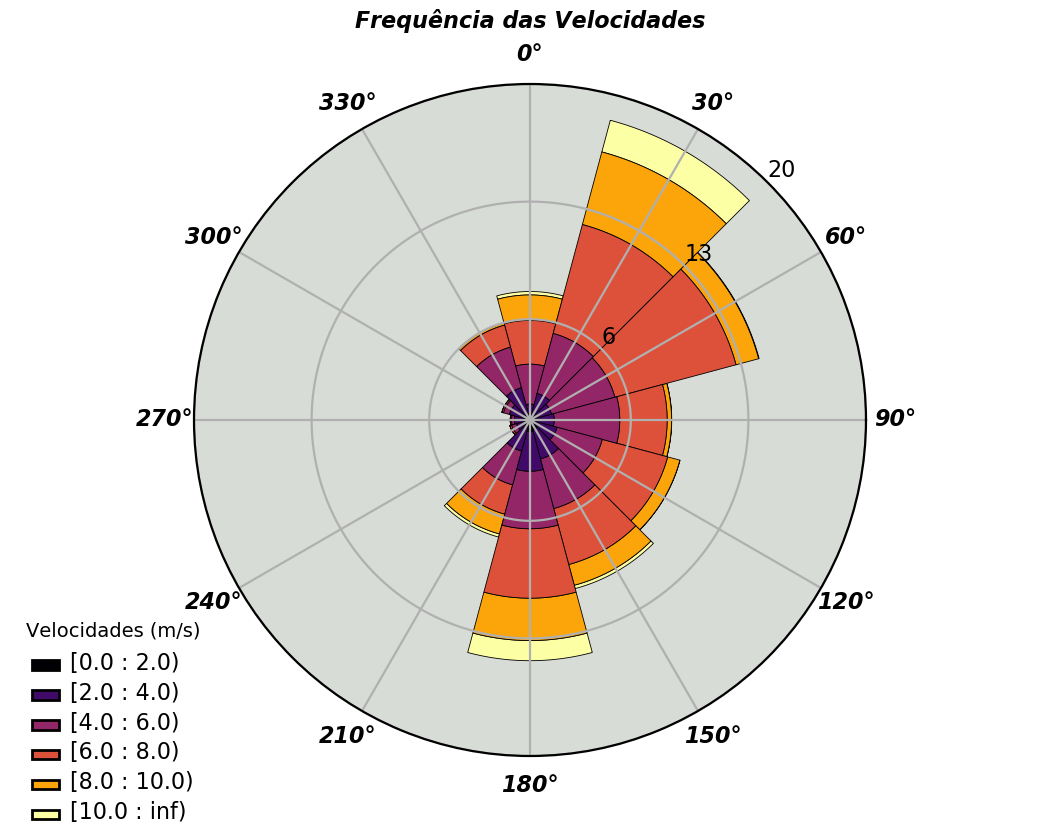 Frequência das Velocidades
0°
330°
30°
20
300°
60°
13
6
270°
90°
240°
120°
210°
150°
180°
Velocidades (m/s)
[0.0 : 2.0)
[2.0 : 4.0)
[4.0 : 6.0)
[6.0 : 8.0)
[8.0 : 10.0)
[10.0 : inf)